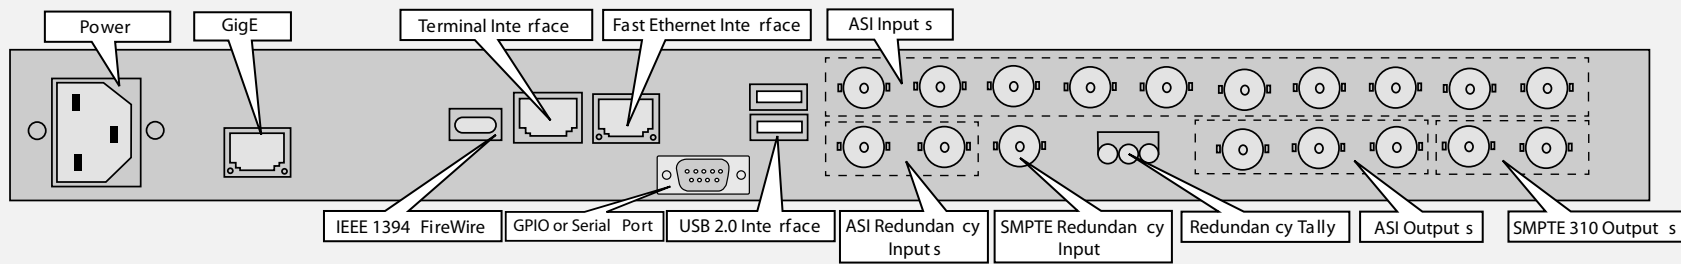 Power
GigE
Terminal Inte rface
Fast Ethernet Inte rface
ASI Input s
IEEE 1394 FireWire
GPIO or Serial Port
USB 2.0 Inte rface
ASI Redundan cy
Input s
SMPTE Redundan cy
Input
Redundan cy Tally
ASI Output s
SMPTE 310 Output s